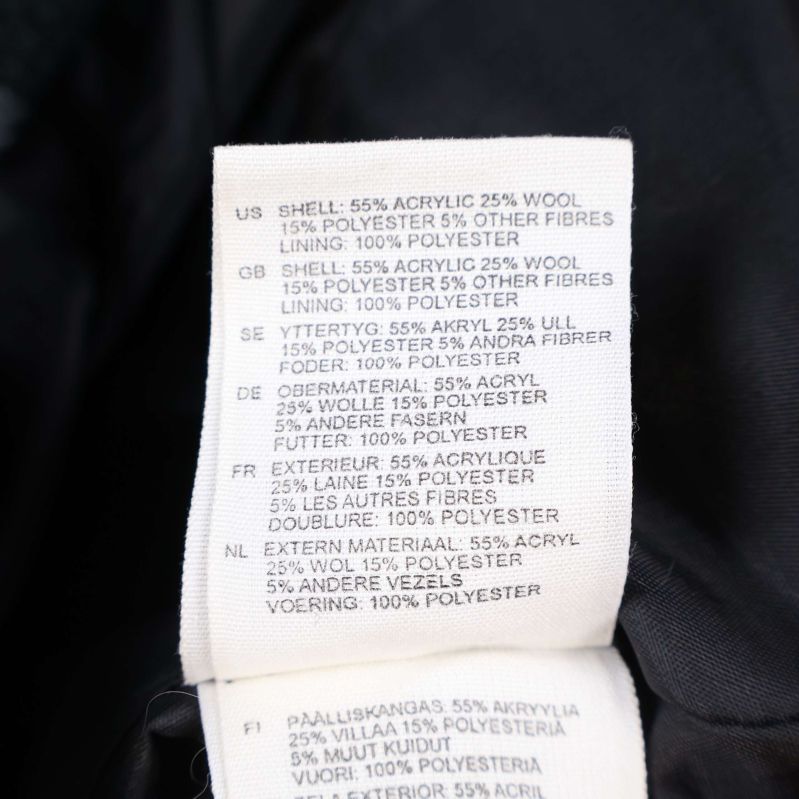 US SHELL: 55% ACRYLIC 25% WOOL
15% POLYESTER 5% OTHER FIBRES
LINING: 100% POLYESTER
GB SHELL: 55% ACRYLIC 25% WOOL
15% POLYESTER 5% OTHER FIBRES
LINING: 100% POLYESTER
SE YTTERTYG: 55% AKRYL 25% ULL
15% POLYESTER 5% ANDRA FIBRER
FODER: 100% POLYESTER
DE OBERMATERIAL: 55% ACRYL
25% WOLLE 15% POLYESTER
5% ANDERE FASERN
FUTTER: 100% POLYESTER
FR EXTERIEUR: 55% ACRYLIQUE
25% LAINE 15% POLYESTER
5% LES AUTRES FIBRES
DOUBLURE: 100% POLYESTER
NL EXTERN MATERIAAL: 55% ACRYL
25% WOL 15% POLYESTER
5% ANDERE VEZELS
VOERING: 100% POLYESTER
FI PÄÄLLISKANGAS: 55% AKRYYLIA
25% VILLAA 15% POLYESTERIA
5% MUUT KUIDUT
VUORI: 100% POLYESTERIA
TELA EXTERIOR: 55% ACRIL